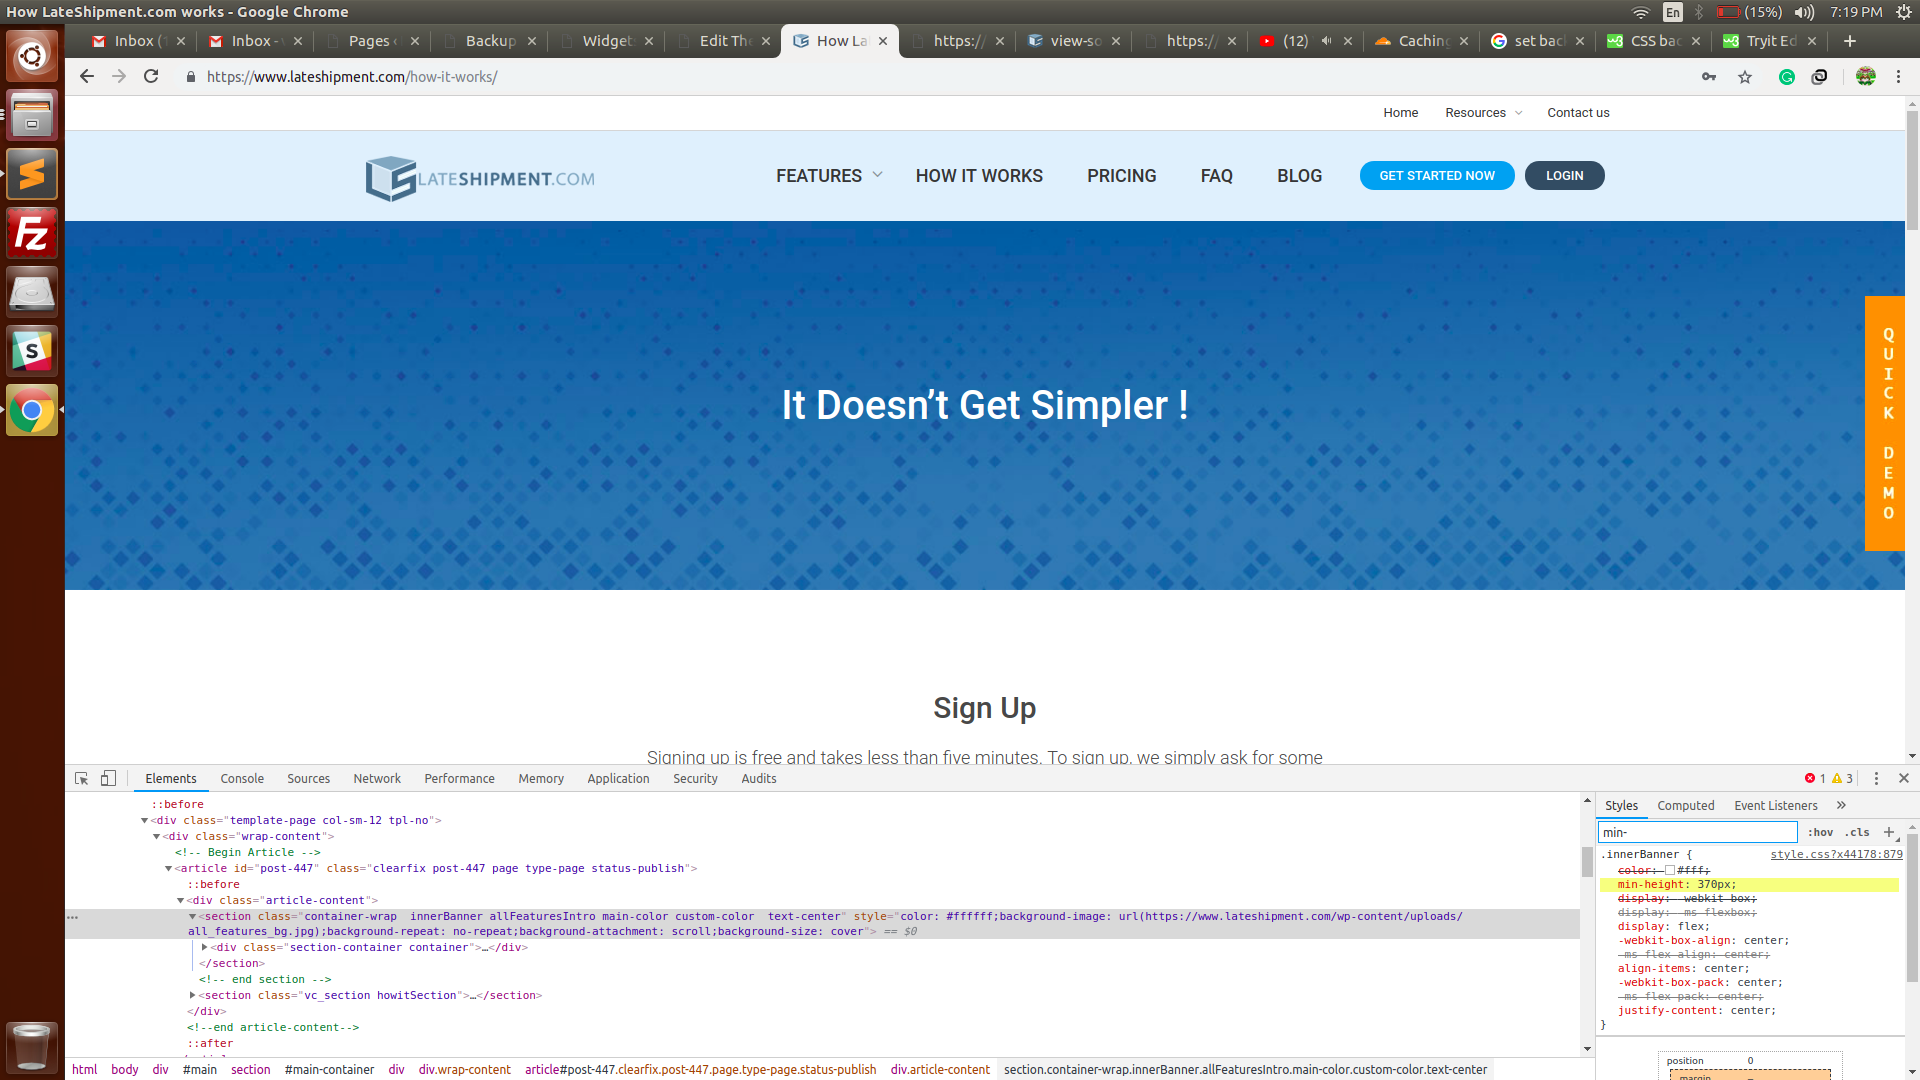 How LateShipment.com works - Google Chrome
En (15%) 7:19 PM
Inbox (1 Inbox - Pages Backup Widget Edit The How La https:// view-so https:// (12) Caching set bac CSS bac Tryit Ed
https://www.lateshipment.com/how-it-works/
Home Resources Contact us
LATESHIPMENT.COM FEATURES HOW IT WORKS PRICING FAQ BLOG GET STARTED NOW LOGIN
It Doesn’t Get Simpler !
QUICK DEMO
Sign Up
Signing up is free and takes less than five minutes. To sign up, we simply ask for some
Elements Console Sources Network Performance Memory Application Security Audits 1 3
::before
<div class="template-page col-sm-12 tpl-no">
<div class="wrap-content">
<!-- Begin Article -->
<article id="post-447" class="clearfix post-447 page type-page status-publish">
::before
<div class="article-content">
<section class="container-wrap  innerBanner allFeaturesIntro main-color custom-color  text-center" style="color: #ffffff;background-image: url(https://www.lateshipment.com/wp-content/uploads/
all_features_bg.jpg);background-repeat: no-repeat;background-attachment: scroll;background-size: cover"> == $0
<div class="section-container container">…</div>
</section>
<!-- end section -->
<section class="vc_section howitSection">…</section>
</div>
<!--end article-content-->
::after
html body div #main section #main-container div div.wrap-content article#post-447.clearfix.post-447.page.type-page.status-publish div.article-content section.container-wrap.innerBanner.allFeaturesIntro.main-color.custom-color.text-center
Styles Computed Event Listeners »
min- :hov .cls +
.innerBanner { style.css?x44178:879
color: #fff;
min-height: 370px;
display: -webkit-box;
display: -ms-flexbox;
display: flex;
-webkit-box-align: center;
-ms-flex-align: center;
align-items: center;
-webkit-box-pack: center;
-ms-flex-pack: center;
justify-content: center;
}
position 0
margin